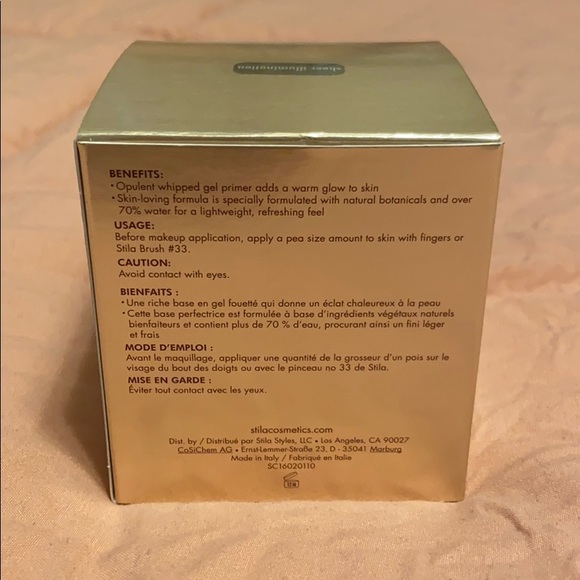 sheer illumination
BENEFITS:
• Opulent whipped gel primer adds a warm glow to skin
• Skin-loving formula is specially formulated with natural botanicals and over
70% water for a lightweight, refreshing feel
USAGE:
Before makeup application, apply a pea size amount to skin with fingers or
Stila Brush #33.
CAUTION:
Avoid contact with eyes.
BIENFAITS :
• Une riche base en gel fouetté qui donne un éclat chaleureux à la peau
• Cette base perfectrice est formulée à base d'ingrédients végétaux naturels
bienfaiteurs et contient plus de 70 % d'eau, procurant ainsi un fini léger
et frais
MODE D'EMPLOI :
Avant le maquillage, appliquer une quantité de la grosseur d'un pois sur le
visage du bout des doigts ou avec le pinceau no 33 de Stila.
MISE EN GARDE :
Éviter tout contact avec les yeux.
stilacosmetics.com
Dist. by / Distribué par Stila Styles, LLC • Los Angeles, CA 90027
CoSiChem AG • Ernst-Lemmer-Straße 23, D - 35041 Marburg
Made in Italy / Fabriqué en Italie
SC16020110